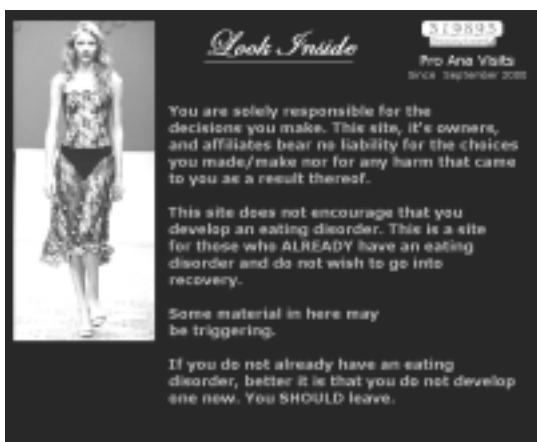 Look Inside
519893
Pro Ana Visits
Since September 2000
You are solely responsible for the
decisions you make. This site, it's owners,
and affiliates bear no liability for the choices
you made/make nor for any harm that came
to you as a result thereof.
This site does not encourage that you
develop an eating disorder. This is a site
for those who ALREADY have an eating
disorder and do not wish to go into
recovery.
Some material in here may
be triggering.
If you do not already have an eating
disorder, better it is that you do not develop
one now. You SHOULD leave.